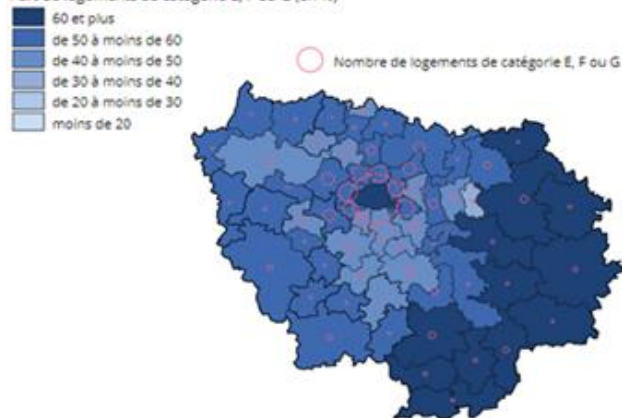 60 et plus
de 50 à moins de 60
de 40 à moins de 50
de 30 à moins de 40
de 20 à moins de 30
moins de 20
Nombre de logements de catégorie E, F ou G